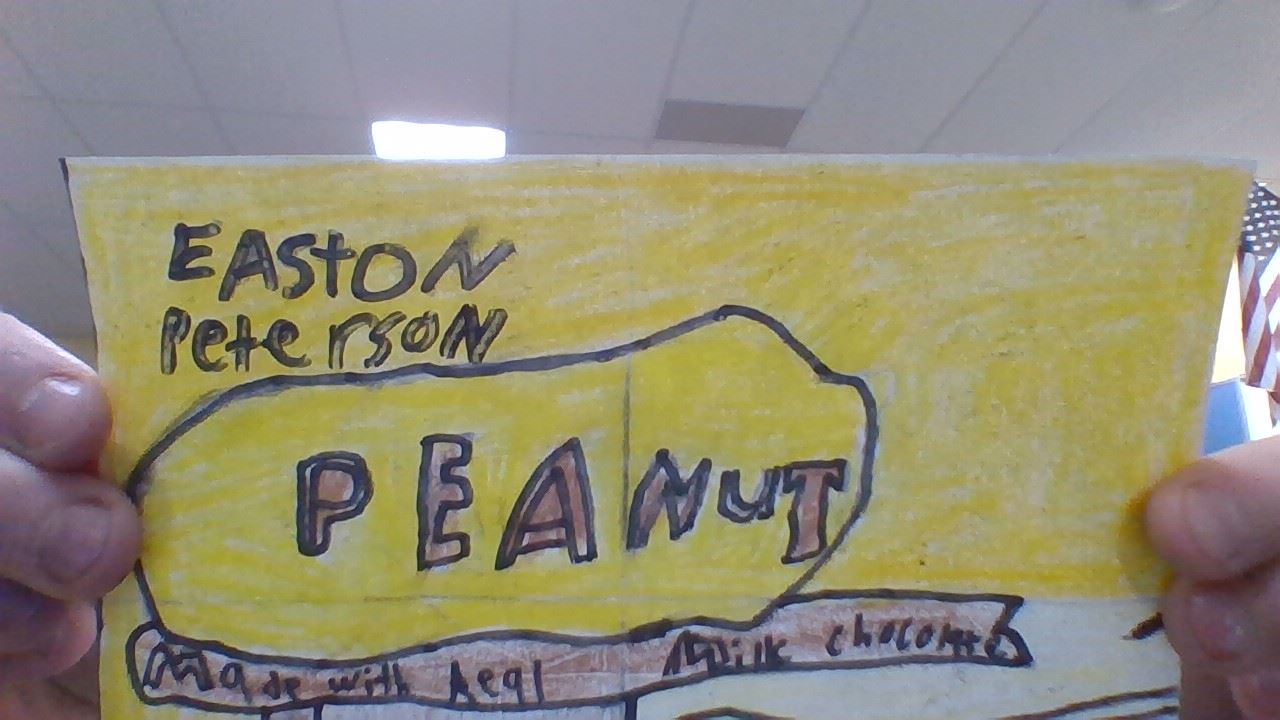 EAStON
PeteRSON
PEANUT
Made with Real Milk chocolate